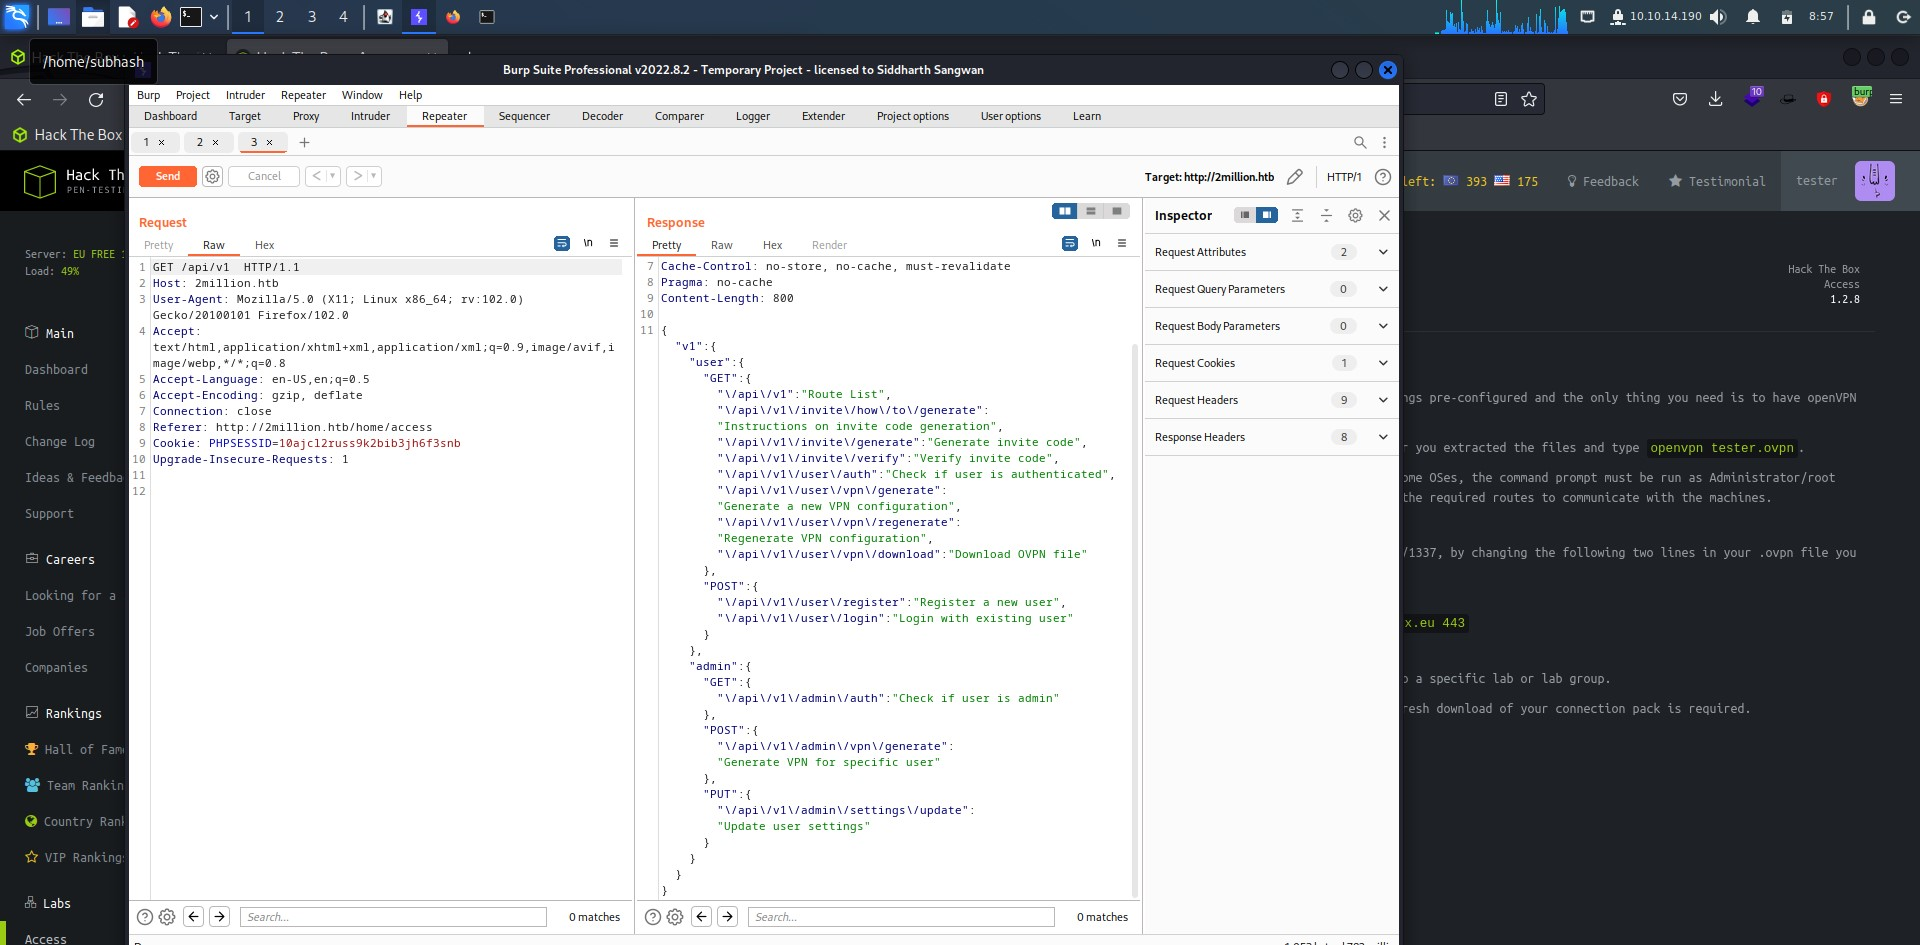 1 2 3 4
10.10.14.190 8:57
/home/subhash
Burp Suite Professional v2022.8.2 - Temporary Project - licensed to Siddharth Sangwan
Burp Project Intruder Repeater Window Help
10
Hack The Box
Dashboard Target Proxy Intruder Repeater Sequencer Decoder Comparer Logger Extender Project options User options Learn
1 × 2 × 3 × +
Hack Th
PEN-TESTI
Send Cancel < >
Target: http://2million.htb HTTP/1
left: 393 175 Feedback Testimonial tester
Request
Pretty Raw Hex
\n
1 GET /api/v1 HTTP/1.1
2 Host: 2million.htb
3 User-Agent: Mozilla/5.0 (X11; Linux x86_64; rv:102.0)
Gecko/20100101 Firefox/102.0
4 Accept:
text/html,application/xhtml+xml,application/xml;q=0.9,image/avif,i
mage/webp,*/*;q=0.8
5 Accept-Language: en-US,en;q=0.5
6 Accept-Encoding: gzip, deflate
7 Connection: close
8 Referer: http://2million.htb/home/access
9 Cookie: PHPSESSID=10ajcl2russ9k2bib3jh6f3snb
10 Upgrade-Insecure-Requests: 1
11
12
Search...
0 matches
Response
Pretty Raw Hex Render
\n
7 Cache-Control: no-store, no-cache, must-revalidate
8 Pragma: no-cache
9 Content-Length: 800
10
11 {
"v1":{
"user":{
"GET":{
"\/api\/v1":"Route List",
"\/api\/v1\/invite\/how\/to\/generate":
"Instructions on invite code generation",
"\/api\/v1\/invite\/generate":"Generate invite code",
"\/api\/v1\/invite\/verify":"Verify invite code",
"\/api\/v1\/user\/auth":"Check if user is authenticated",
"\/api\/v1\/user\/vpn\/generate":
"Generate a new VPN configuration",
"\/api\/v1\/user\/vpn\/regenerate":
"Regenerate VPN configuration",
"\/api\/v1\/user\/vpn\/download":"Download OVPN file"
},
"POST":{
"\/api\/v1\/user\/register":"Register a new user",
"\/api\/v1\/user\/login":"Login with existing user"
}
},
"admin":{
"GET":{
"\/api\/v1\/admin\/auth":"Check if user is admin"
},
"POST":{
"\/api\/v1\/admin\/vpn\/generate":
"Generate VPN for specific user"
},
"PUT":{
"\/api\/v1\/admin\/settings\/update":
"Update user settings"
}
}
}
}
Search...
0 matches
Inspector
Request Attributes 2
Request Query Parameters 0
Request Body Parameters 0
Request Cookies 1
Request Headers 9
Response Headers 8
Server: EU FREE
Load: 49%
Main
Dashboard
Rules
Change Log
Ideas & Feedba
Support
Careers
Looking for a
Job Offers
Companies
Rankings
Hall of Fam
Team Rankin
Country Rank
VIP Ranking
Labs
Access
Hack The Box
Access
1.2.8
ngs pre-configured and the only thing you need is to have openVPN
r you extracted the files and type openvpn tester.ovpn.
ome OSes, the command prompt must be run as Administrator/root
the required routes to communicate with the machines.
/1337, by changing the following two lines in your .ovpn file you
x.eu 443
o a specific lab or lab group.
resh download of your connection pack is required.